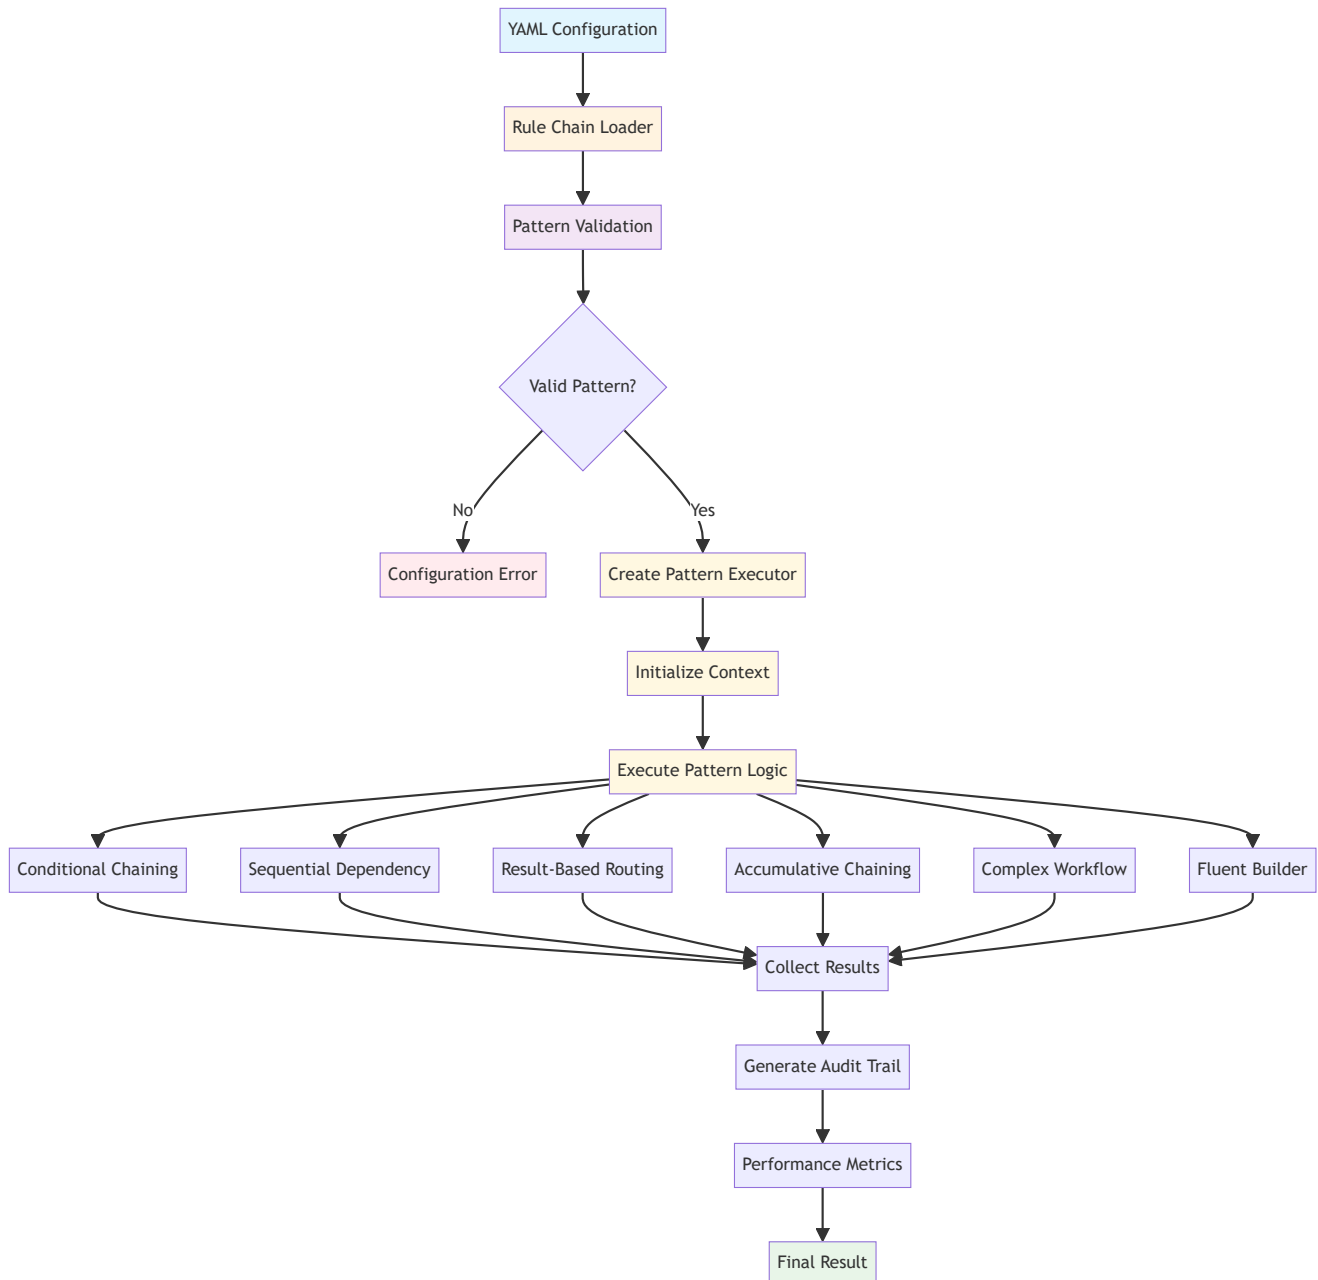 YAML Configuration
Rule Chain Loader
Pattern Validation
Valid Pattern?
No
Yes
Configuration Error
Create Pattern Executor
Initialize Context
Execute Pattern Logic
Conditional Chaining
Sequential Dependency
Result-Based Routing
Accumulative Chaining
Complex Workflow
Fluent Builder
Collect Results
Generate Audit Trail
Performance Metrics
Final Result